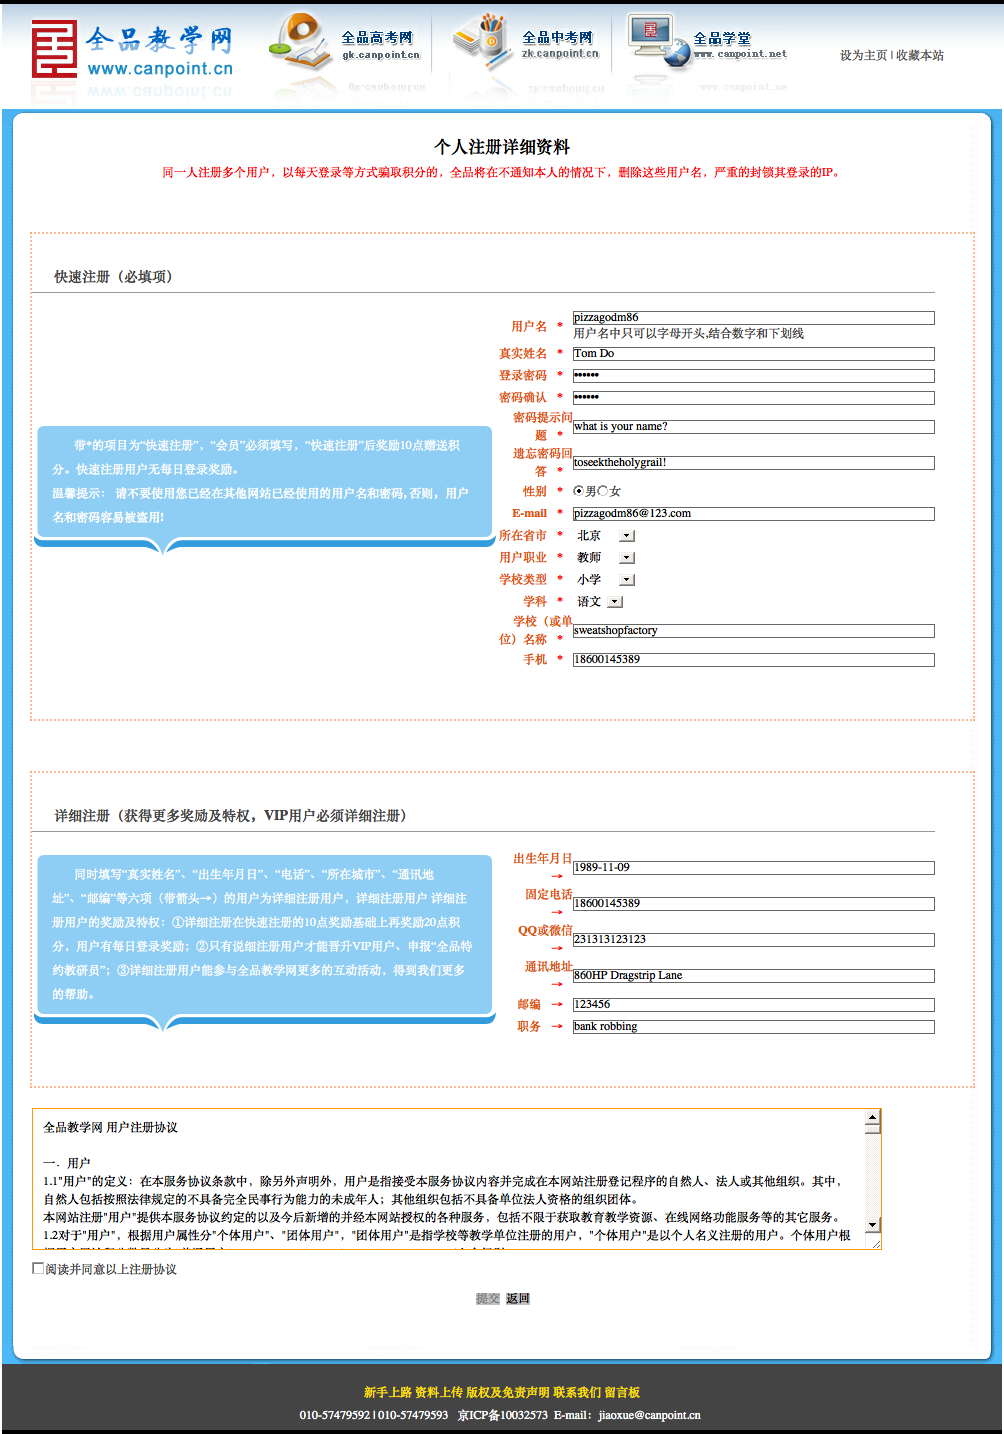 全品教学网
www.canpoint.cn
全品高考网
gk.canpoint.cn
全品中考网
zk.canpoint.cn
全品学堂
www.canpoint.net
设为主页 | 收藏本站
个人注册详细资料
同一人注册多个用户，以每天登录等方式骗取积分的，全品将在不通知本人的情况下，删除这些用户名，严重的封锁其登录的IP。
快速注册（必填项）
带*的项目为“快速注册”，“会员”必须填写，“快速注册”后奖励10点赠送积
分。快速注册用户无每日登录奖励。
温馨提示： 请不要使用您已经在其他网站已经使用的用户名和密码,否则，用户
名和密码容易被盗用!
用户名 * pizzagodm86
用户名中只可以字母开头,结合数字和下划线
真实姓名 * Tom Do
登录密码 * ••••••
密码确认 * ••••••
密码提示问
题 * what is your name?
遗忘密码回
答 * toseektheholygrail!
性别 * 男 女
E-mail * pizzagodm86@123.com
所在省市 * 北京
用户职业 * 教师
学校类型 * 小学
学科 * 语文
学校（或单
位）名称 * sweatshopfactory
手机 * 18600145389
详细注册（获得更多奖励及特权，VIP用户必须详细注册）
同时填写“真实姓名”、“出生年月日”、“电话”、“所在城市”、“通讯地
址”、“邮编”等六项（带箭头→）的用户为详细注册用户，详细注册用户 详细注
册用户的奖励及特权：①详细注册在快速注册的10点奖励基础上再奖励20点积
分，用户有每日登录奖励；②只有说细注册用户才能晋升VIP用户、申报“全品特
约教研员”；③详细注册用户能参与全品教学网更多的互动活动，得到我们更多
的帮助。
出生年月日
→ 1989-11-09
固定电话
→ 18600145389
QQ或微信
→ 231313123123
通讯地址
→ 860HP Dragstrip Lane
邮编 → 123456
职务 → bank robbing
全品教学网 用户注册协议
一．用户
1.1"用户"的定义：在本服务协议条款中，除另外声明外，用户是指接受本服务协议内容并完成在本网站注册登记程序的自然人、法人或其他组织。其中，
自然人包括按照法律规定的不具备完全民事行为能力的未成年人；其他组织包括不具备单位法人资格的组织团体。
本网站注册"用户"提供本服务协议约定的以及今后新增的并经本网站授权的各种服务，包括不限于获取教育教学资源、在线网络功能服务等的其它服务。
1.2对于"用户"，根据用户属性分"个体用户"、"团体用户"，"团体用户"是指学校等教学单位注册的用户，"个体用户"是以个人名义注册的用户。个体用户根
阅读并同意以上注册协议
提交 返回
新手上路 资料上传 版权及免责声明 联系我们 留言板
010-57479592 | 010-57479593 京ICP备10032573 E-mail：jiaoxue@canpoint.cn